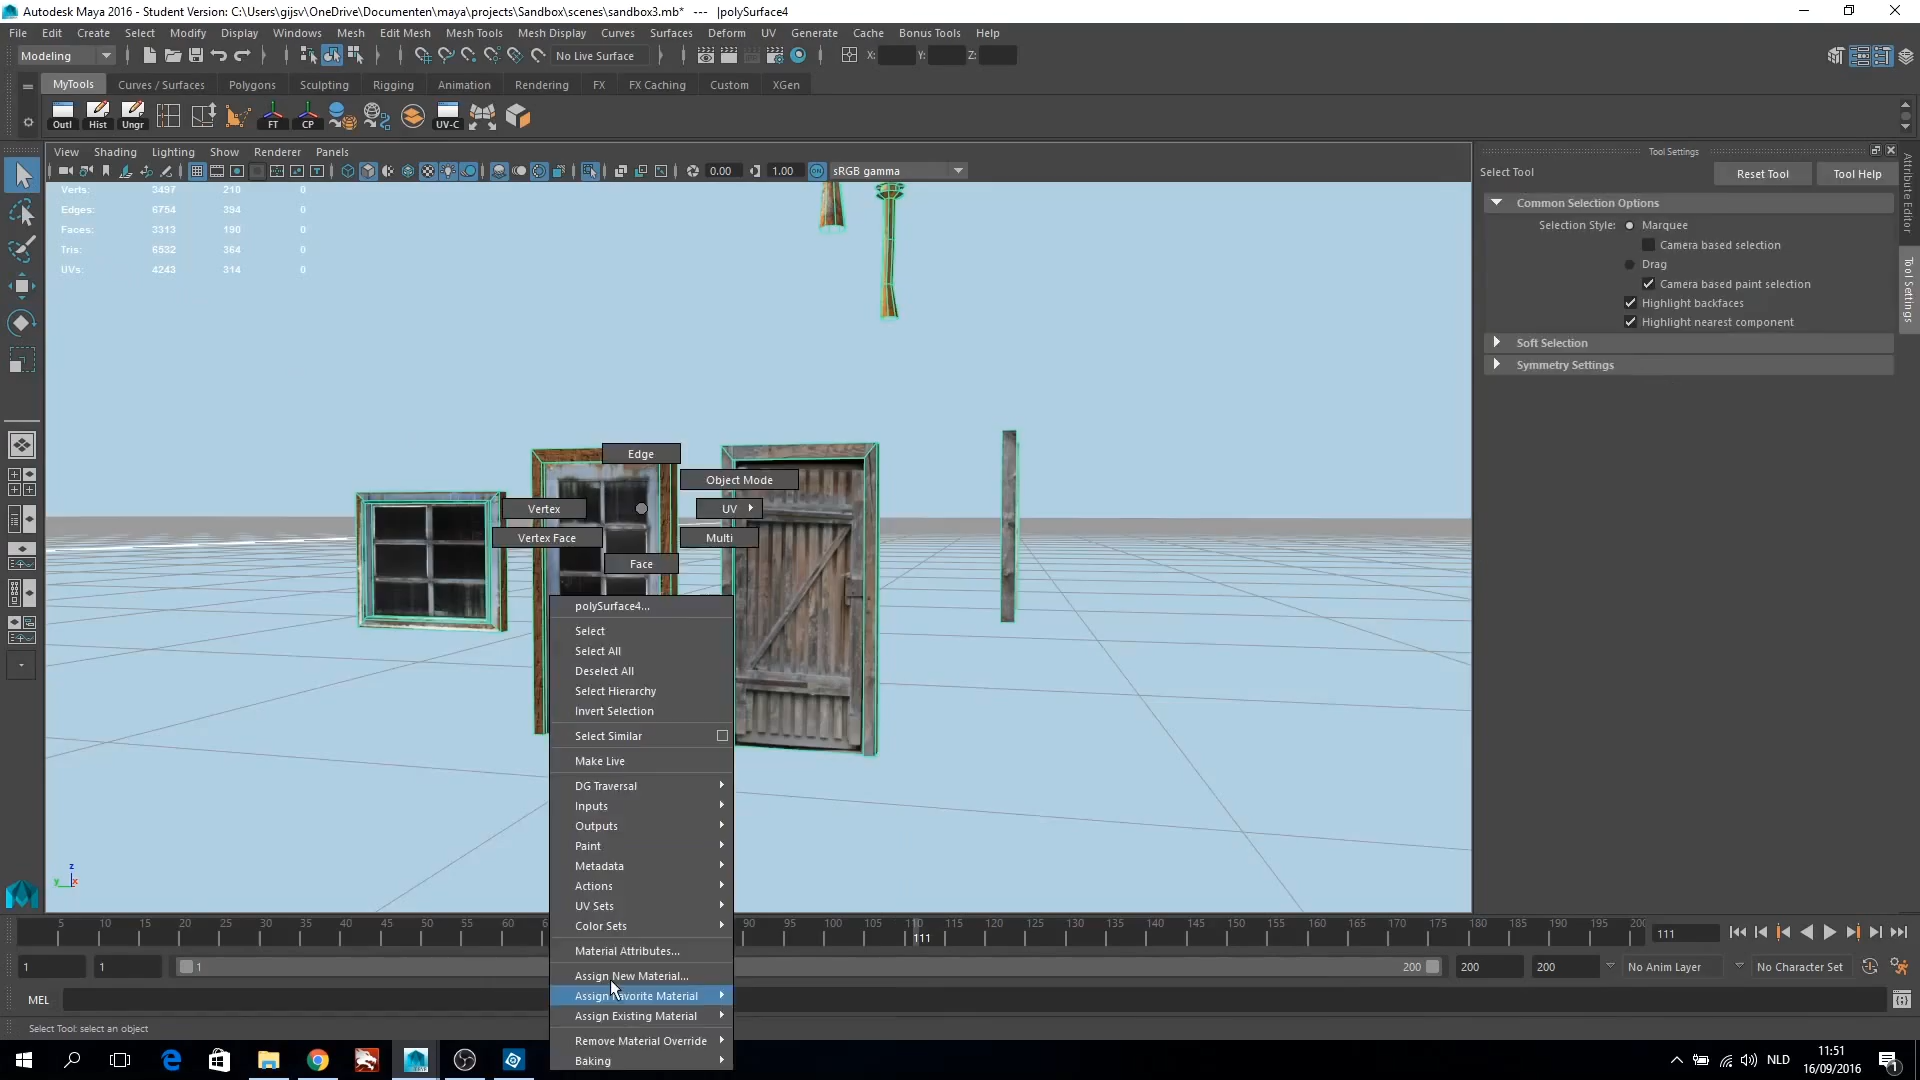 Autodesk Maya 2016 - Student Version: C:\Users\gijsv\OneDrive\Documenten\maya\projects\Sandbox\scenes\sandbox3.mb*   ---   |polySurface4
File Edit Create Select Modify Display Windows Mesh Edit Mesh Mesh Tools Mesh Display Curves Surfaces Deform UV Generate Cache Bonus Tools Help
Modeling No Live Surface X: Y: Z:
MyTools Curves / Surfaces Polygons Sculpting Rigging Animation Rendering FX FX Caching Custom XGen
Outl Hist Ungr FT CP UV-C
View Shading Lighting Show Renderer Panels
0.00 1.00 ON sRGB gamma
Verts: 3497 210 0
Edges: 6754 394 0
Faces: 3313 190 0
Tris: 6532 364 0
UVs: 4243 314 0
Tool Settings
Select Tool Reset Tool Tool Help
Common Selection Options
Selection Style: Marquee
Camera based selection
Drag
Camera based paint selection
Highlight backfaces
Highlight nearest component
Soft Selection
Symmetry Settings
Attribute Editor
Tool Settings
Edge
Object Mode
Vertex UV
Vertex Face Multi
Face
polySurface4...
Select
Select All
Deselect All
Select Hierarchy
Invert Selection
Select Similar
Make Live
DG Traversal
Inputs
Outputs
Paint
Metadata
Actions
UV Sets
Color Sets
Material Attributes...
Assign New Material...
Assign Favorite Material
Assign Existing Material
Remove Material Override
Baking
z
y x
5 10 15 20 25 30 35 40 45 50 55 60 90 95 100 105 110 115 120 125 130 135 140 145 150 155 160 165 170 175 180 185 190 195 200
111 111
1 1 1 200 200 200 No Anim Layer No Character Set
MEL
Select Tool: select an object
NLD 11:51
16/09/2016 1